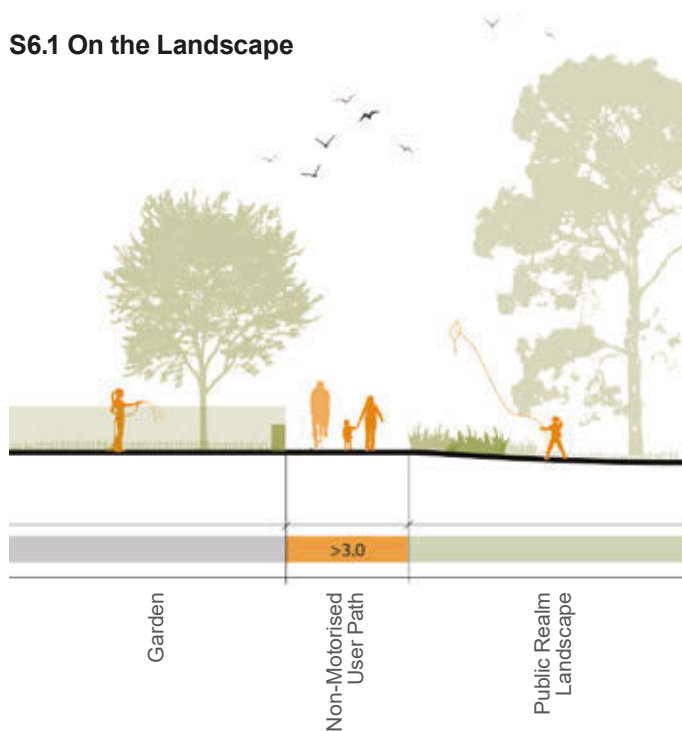 S6.1 On the Landscape
>3.0
Garden
Non-Motorised
User Path
Public Realm
Landscape